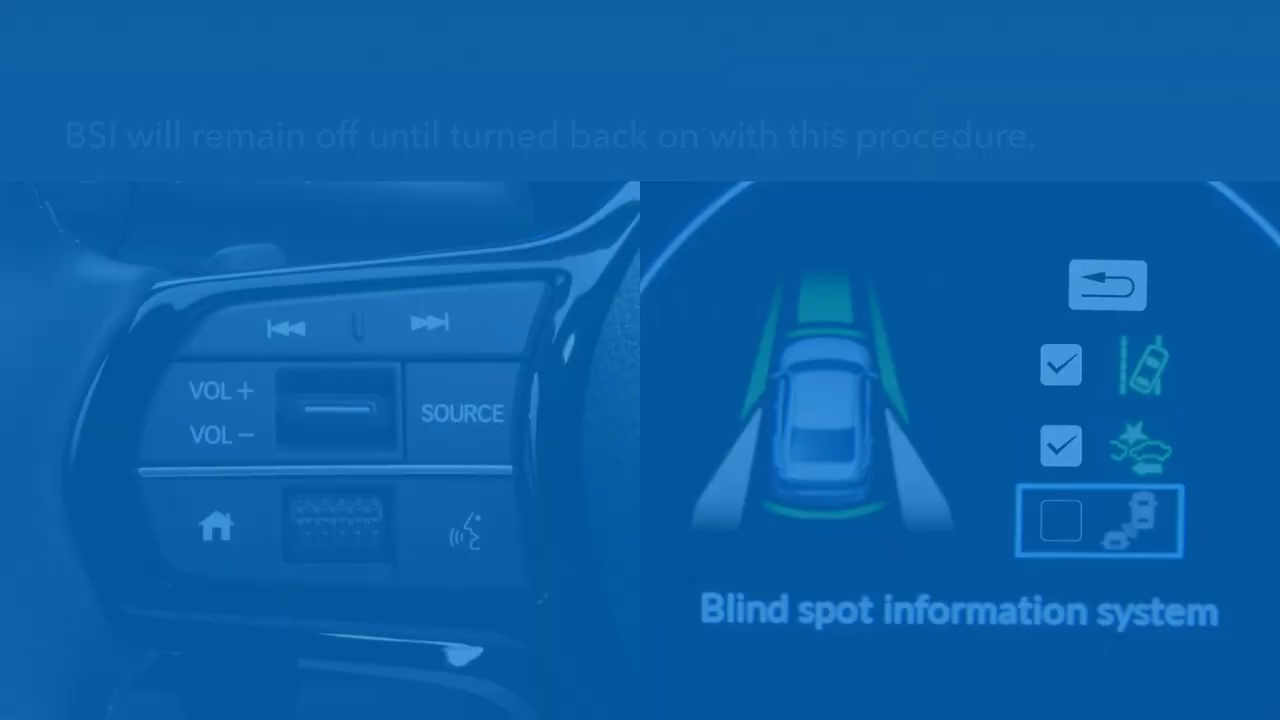 BSI will remain off until turned back on with this procedure.
VOL +
VOL −
SOURCE
Blind spot information system